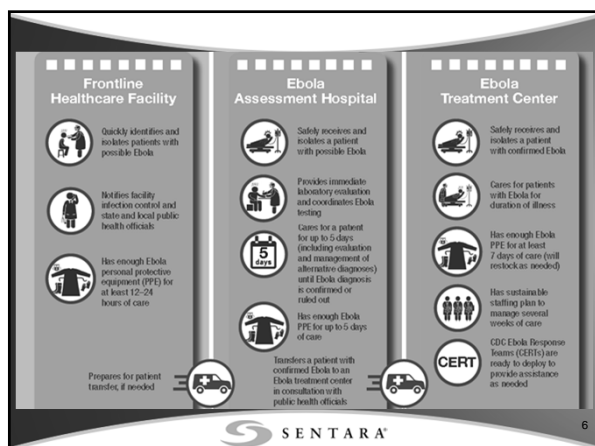 Frontline
Healthcare Facility
Quickly identifies and
isolates patients with
possible Ebola
Notifies facility
infection control and
state and local public
health officials
Has enough Ebola
personal protective
equipment (PPE) for
at least 12–24
hours of care
Prepares for patient
transfer, if needed
Ebola
Assessment Hospital
Safely receives and
isolates a patient
with possible Ebola
Provides immediate
laboratory evaluation
and coordinates Ebola
testing
5
days
Cares for a patient
for up to 5 days
(including evaluation
and management of
alternative diagnoses)
until Ebola diagnosis
is confirmed or
ruled out
Has enough Ebola
PPE for up to 5 days
of care
Transfers a patient with
confirmed Ebola to an
Ebola treatment center
in consultation with
public health officials
Ebola
Treatment Center
Safely receives and
isolates a patient
with confirmed Ebola
Cares for patients
with Ebola for
duration of illness
Has enough Ebola
PPE for at least
7 days of care (will
restock as needed)
Has sustainable
staffing plan to
manage several
weeks of care
CERT
CDC Ebola Response
Teams (CERTs) are
ready to deploy to
provide assistance
as needed
6
SENTARA®